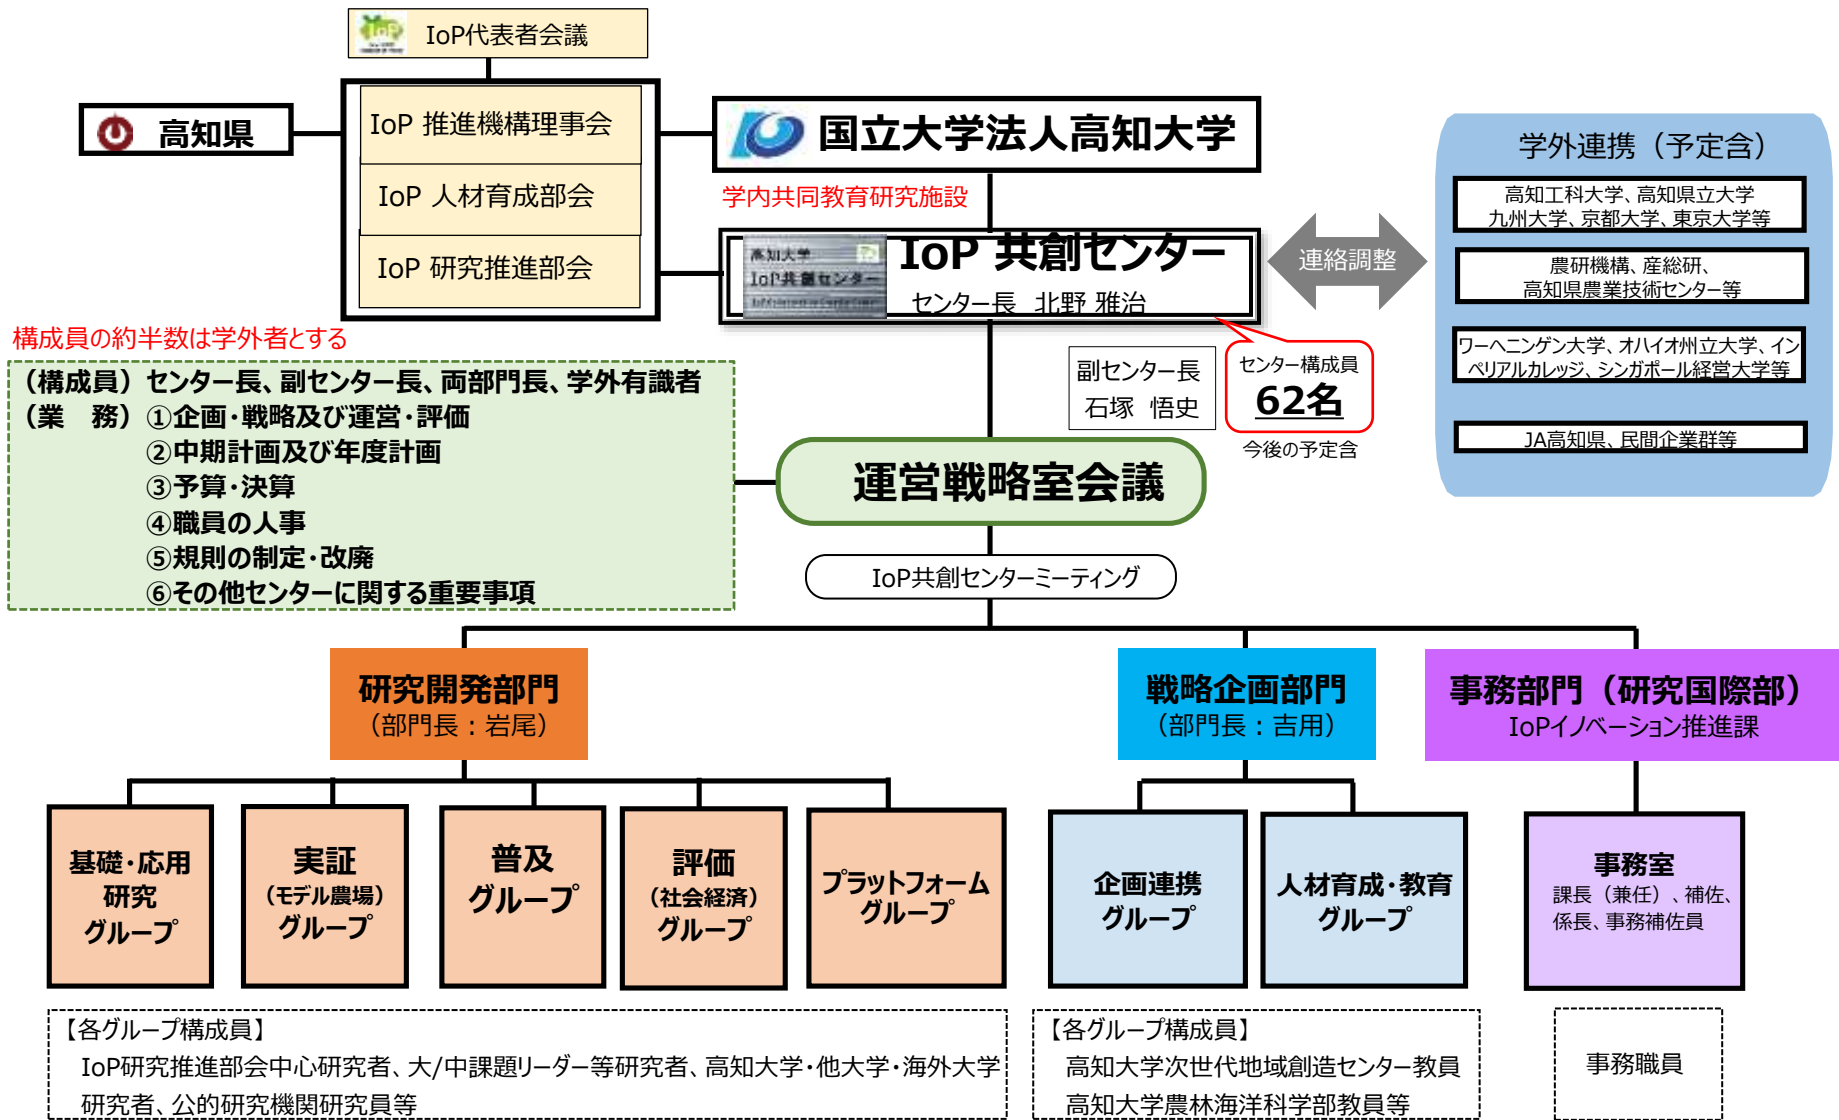 IoP代表者会議
高知県
IoP 推進機構理事会
IoP 人材育成部会
IoP 研究推進部会
国立大学法人高知大学
学内共同教育研究施設
高知大学
IoP共創センター
IoP 共創センター
センター長 北野 雅治
連絡調整
学外連携（予定含）
高知工科大学、高知県立大学
九州大学、京都大学、東京大学等
農研機構、産総研、
高知県農業技術センター等
ワーヘニンゲン大学、オハイオ州立大学、イン
ペリアルカレッジ、シンガポール経営大学等
JA高知県、民間企業群等
構成員の約半数は学外者とする
（構成員）センター長、副センター長、両部門長、学外有識者
（業 務）①企画・戦略及び運営・評価
②中期計画及び年度計画
③予算・決算
④職員の人事
⑤規則の制定・改廃
⑥その他センターに関する重要事項
副センター長
石塚 悟史
センター構成員
62名
今後の予定含
運営戦略室会議
IoP共創センターミーティング
研究開発部門
（部門長：岩尾）
戦略企画部門
（部門長：吉用）
事務部門（研究国際部）
IoPイノベーション推進課
基礎・応用
研究
グループ
実証
（モデル農場）
グループ
普及
グループ
評価
（社会経済）
グループ
プラットフォーム
グループ
企画連携
グループ
人材育成・教育
グループ
事務室
課長（兼任）、補佐、
係長、事務補佐員
【各グループ構成員】
IoP研究推進部会中心研究者、大/中課題リーダー等研究者、高知大学・他大学・海外大学
研究者、公的研究機関研究員等
【各グループ構成員】
高知大学次世代地域創造センター教員
高知大学農林海洋科学部教員等
事務職員